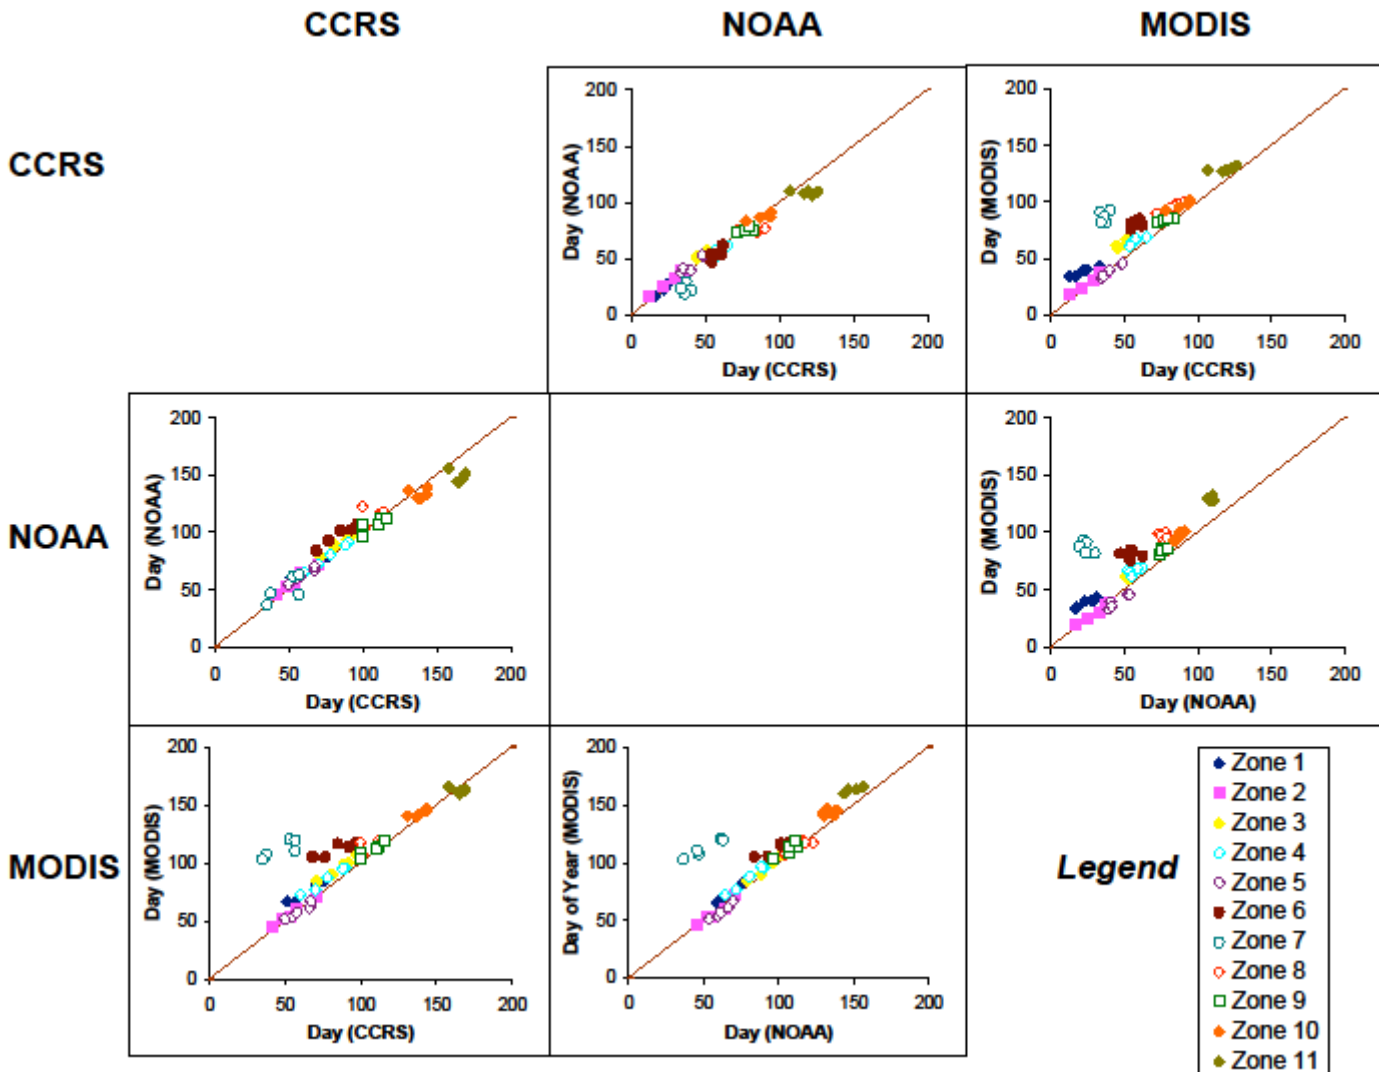 CCRS NOAA MODIS
CCRS
200
150
100
50
0
0 50 100 150 200
Day (NOAA)
Day (CCRS)
200
150
100
50
0
0 50 100 150 200
Day (MODIS)
Day (CCRS)
NOAA
200
150
100
50
0
0 50 100 150 200
Day (NOAA)
Day (CCRS)
200
150
100
50
0
0 50 100 150 200
Day (MODIS)
Day (NOAA)
MODIS
200
150
100
50
0
0 50 100 150 200
Day (MODIS)
Day (CCRS)
200
150
100
50
0
0 50 100 150 200
Day of Year (MODIS)
Day (NOAA)
Legend
Zone 1
Zone 2
Zone 3
Zone 4
Zone 5
Zone 6
Zone 7
Zone 8
Zone 9
Zone 10
Zone 11